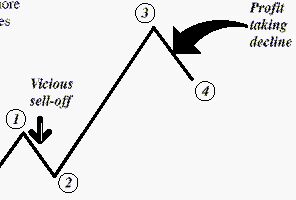 Profit
taking
decline
3
4
Vicious
sell-off
1
2